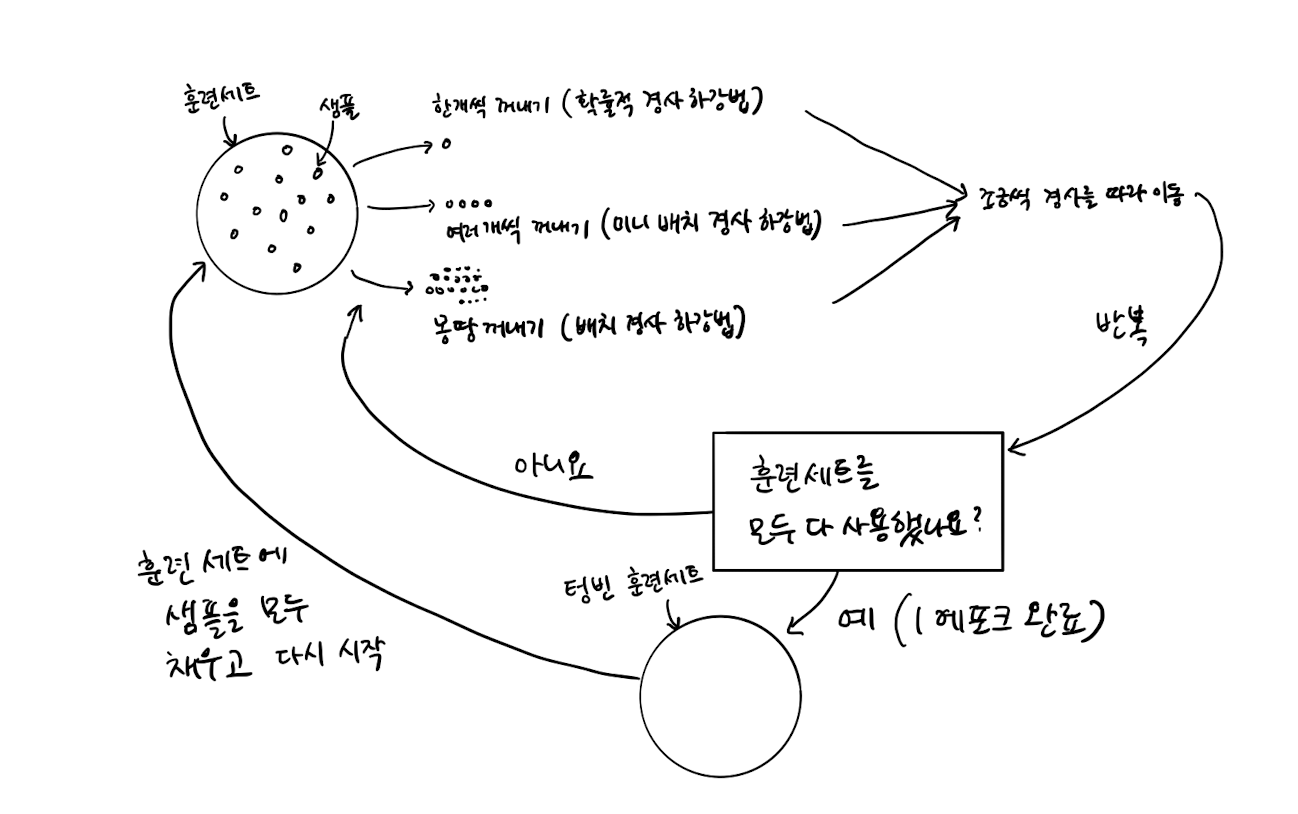 훈련세트
샘플
한개씩 꺼내기 (확률적 경사 하강법)
여러개씩 꺼내기 (미니 배치 경사 하강법)
몽땅 꺼내기 (배치 경사 하강법)
조금씩 경사를 따라 이동
반복
훈련세트를
모두 다 사용했나요?
아니요
예 (1 에포크 완료)
텅빈 훈련세트
훈련 세트에
샘플을 모두
채우고 다시 시작